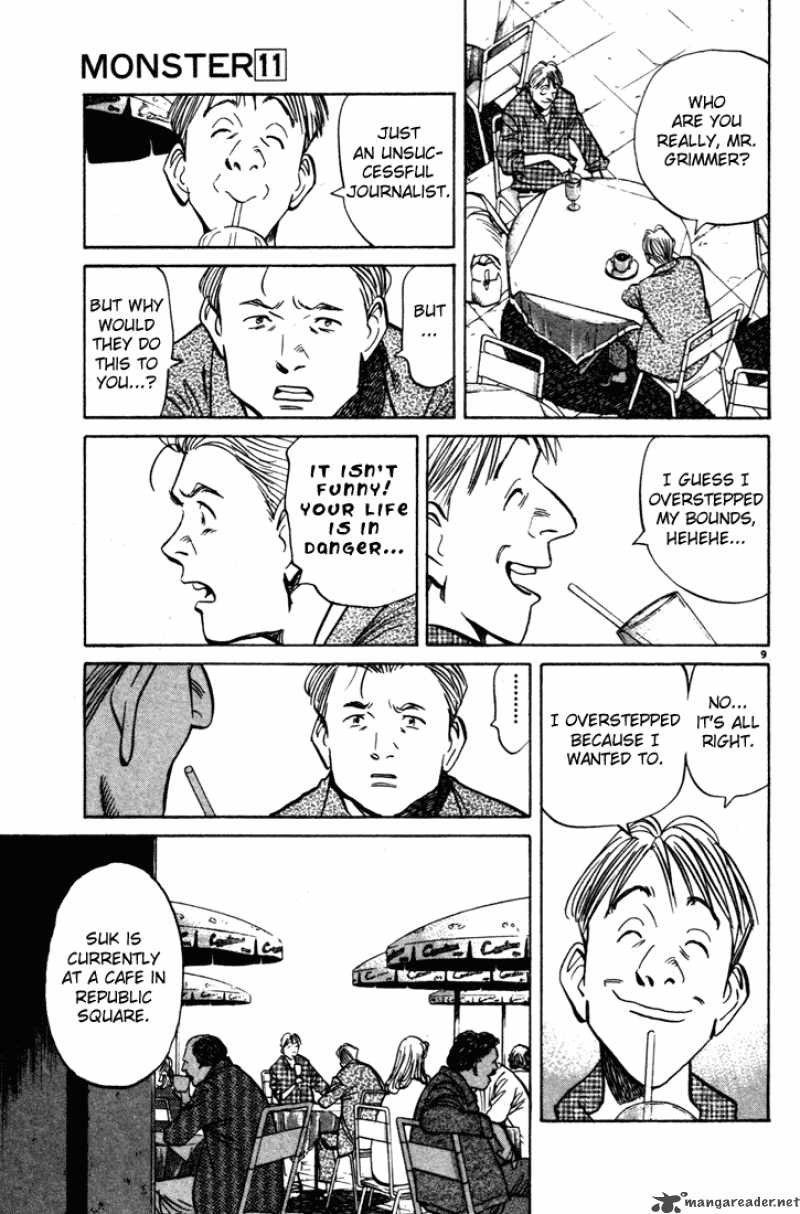 MONSTER 11
WHO
ARE YOU
REALLY, MR.
GRIMMER?
JUST
AN UNSUC-
CESSFUL
JOURNALIST.
BUT
...
BUT WHY
WOULD
THEY DO
THIS TO
YOU...?
I GUESS I
OVERSTEPPED
MY BOUNDS,
HEHEHE...
IT ISN'T
FUNNY!
YOUR LIFE
IS IN
DANGER...
9
NO...
IT'S ALL
RIGHT.
I OVERSTEPPED
BECAUSE I
WANTED TO.
.........
SUK IS
CURRENTLY
AT A CAFE IN
REPUBLIC
SQUARE.
mangareader.net